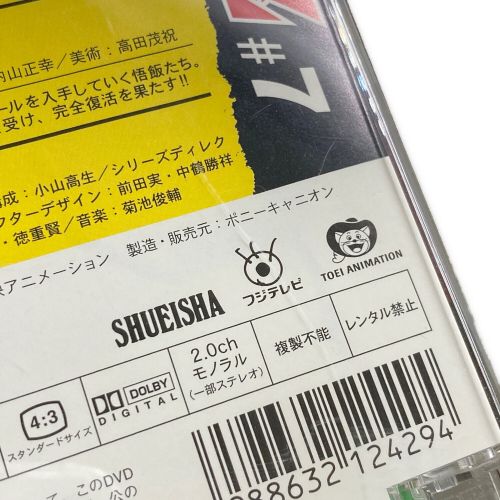 #7
内山正幸/美術:高田茂祝
ールを入手していく悟飯たち。
受け、完全復活を果たす!!
成:小山高生/シリーズディレク
クターデザイン:前田実・中鶴勝祥
・徳重賢/音楽:菊池俊輔
アニメーション 製造・販売元:ポニーキャニオン
SHUEISHA
フジテレビ
TOEI ANIMATION
4:3
スタンダードサイズ
DOLBY
DIGITAL
2.0ch
モノラル
(一部ステレオ)
複製不能
レンタル禁止
このDVD
公の
988632 124294